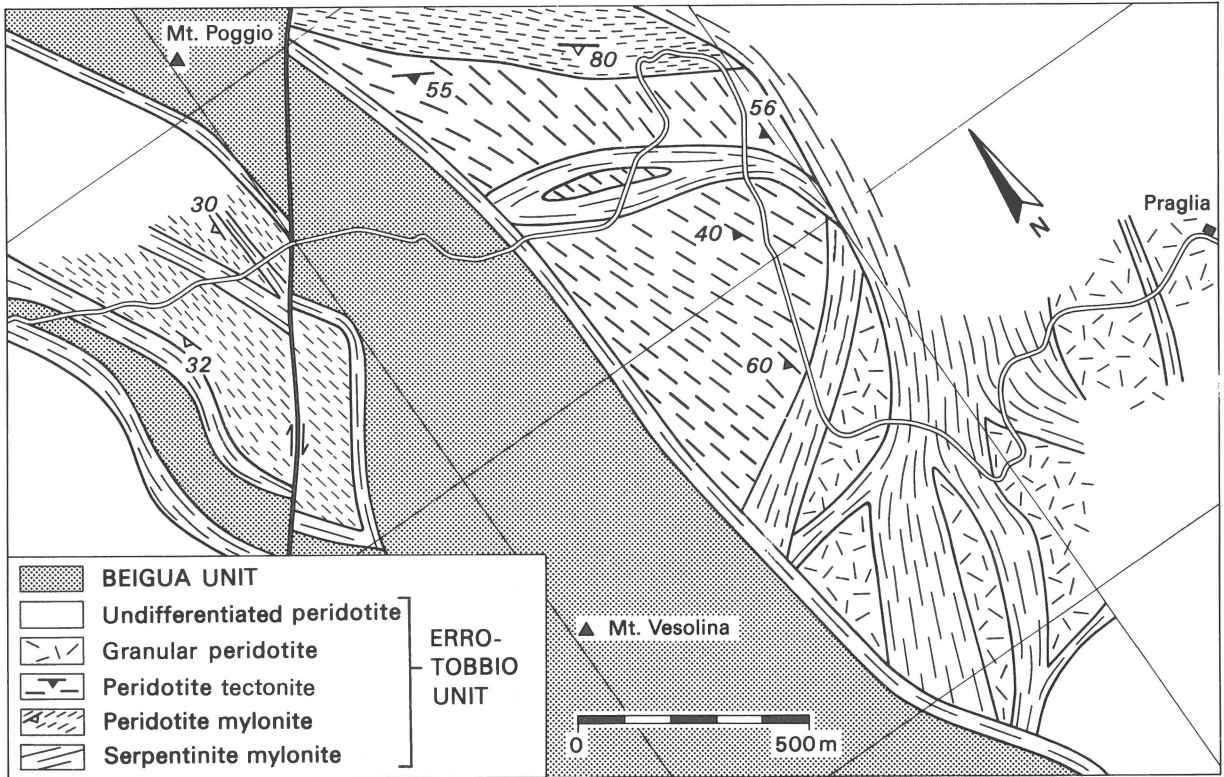 Mt. Poggio
80
55
56
N
Praglia
30
40
32
60
BEIGUA UNIT
Undifferentiated peridotite
Granular peridotite
Peridotite tectonite
Peridotite mylonite
Serpentinite mylonite
ERRO-
TOBBIO
UNIT
Mt. Vesolina
0 500 m